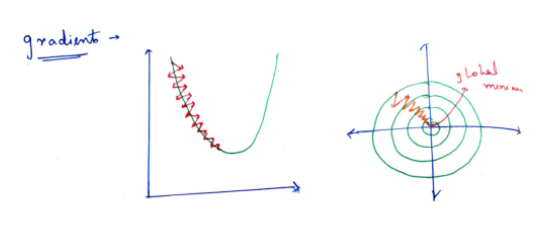 gradient →
global
minima